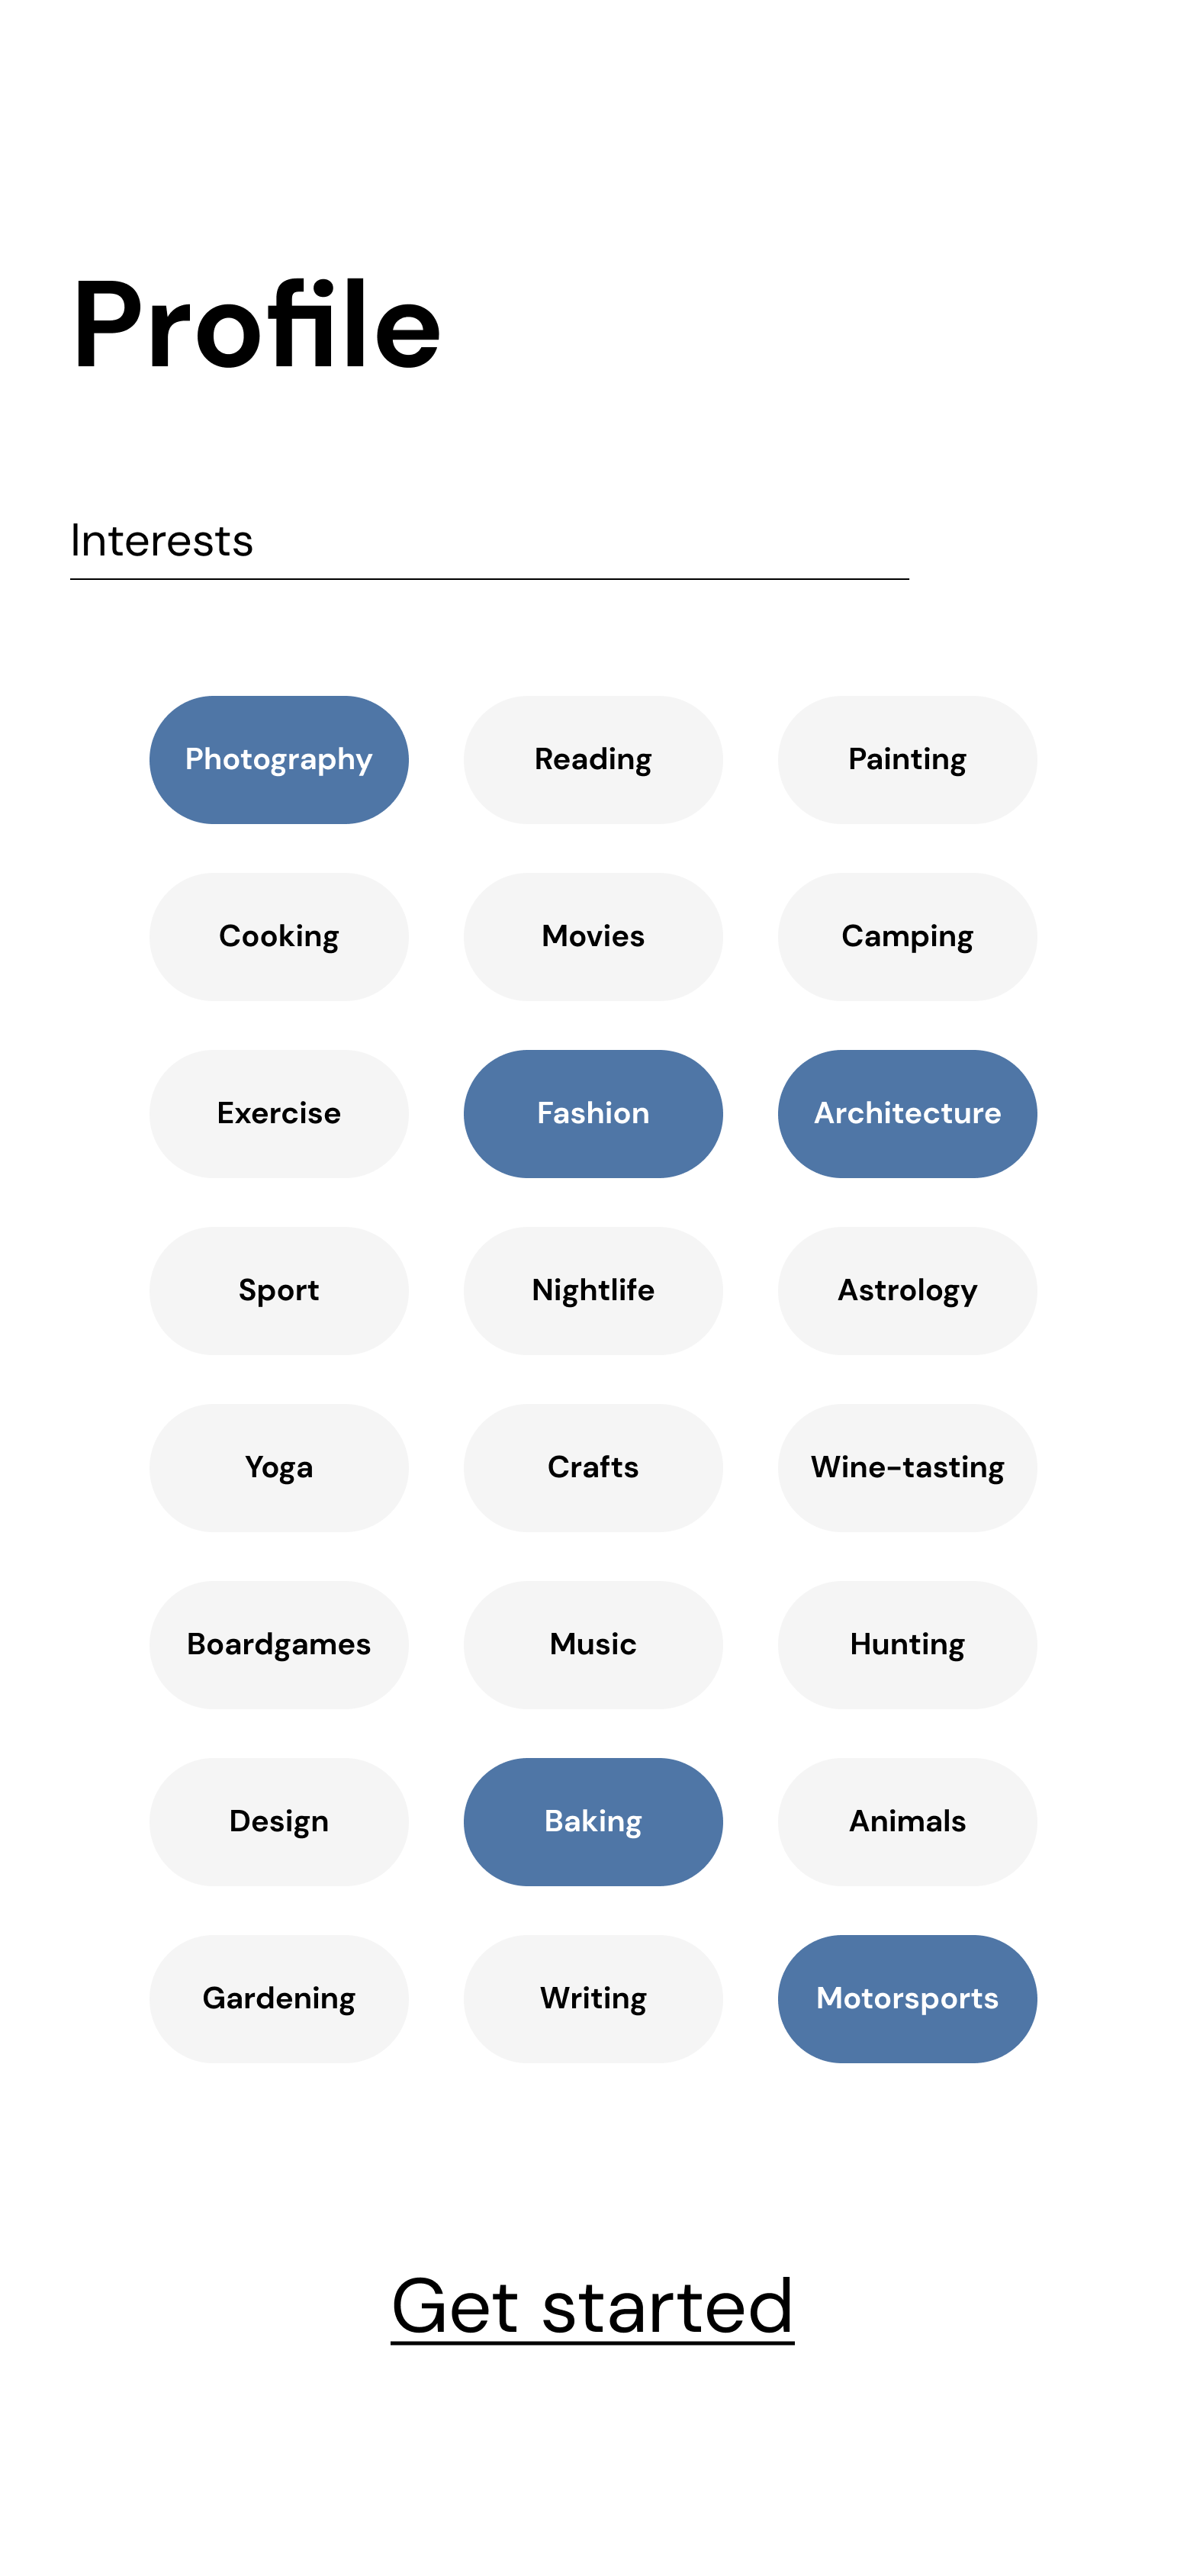 Profile
Interests
Photography Reading Painting
Cooking Movies Camping
Exercise Fashion Architecture
Sport Nightlife Astrology
Yoga Crafts Wine-tasting
Boardgames Music Hunting
Design Baking Animals
Gardening Writing Motorsports
Get started